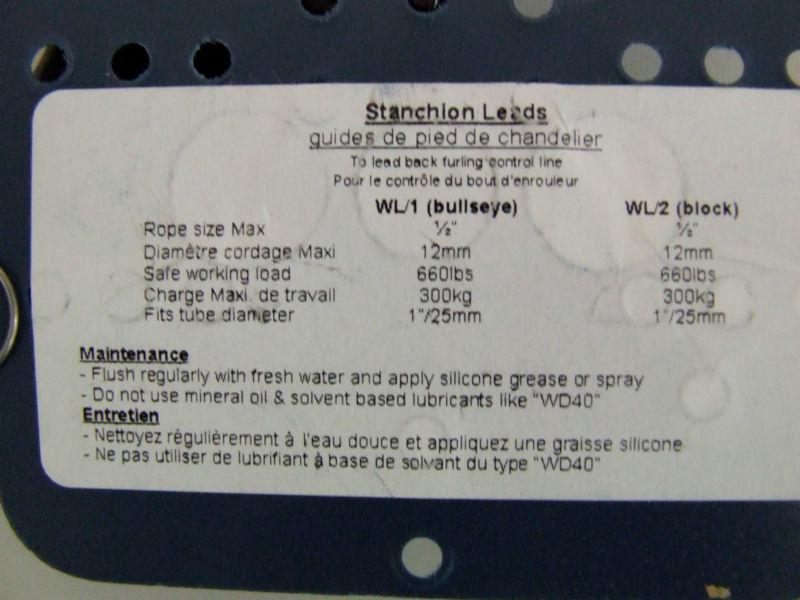 Stanchion Leads
guides de pied de chandelier
To lead back furling control line
Pour le contrôle du bout d'enrouleur
WL/1 (bullseye) WL/2 (block)
Rope size Max ½" ½"
Diamètre cordage Maxi 12mm 12mm
Safe working load 660lbs 660lbs
Charge Maxi. de travail 300kg 300kg
Fits tube diameter 1"/25mm 1"/25mm
Maintenance
- Flush regularly with fresh water and apply silicone grease or spray
- Do not use mineral oil & solvent based lubricants like "WD40"
Entretien
- Nettoyez régulièrement à l'eau douce et appliquez une graisse silicone
- Ne pas utiliser de lubrifiant à base de solvant du type "WD40"